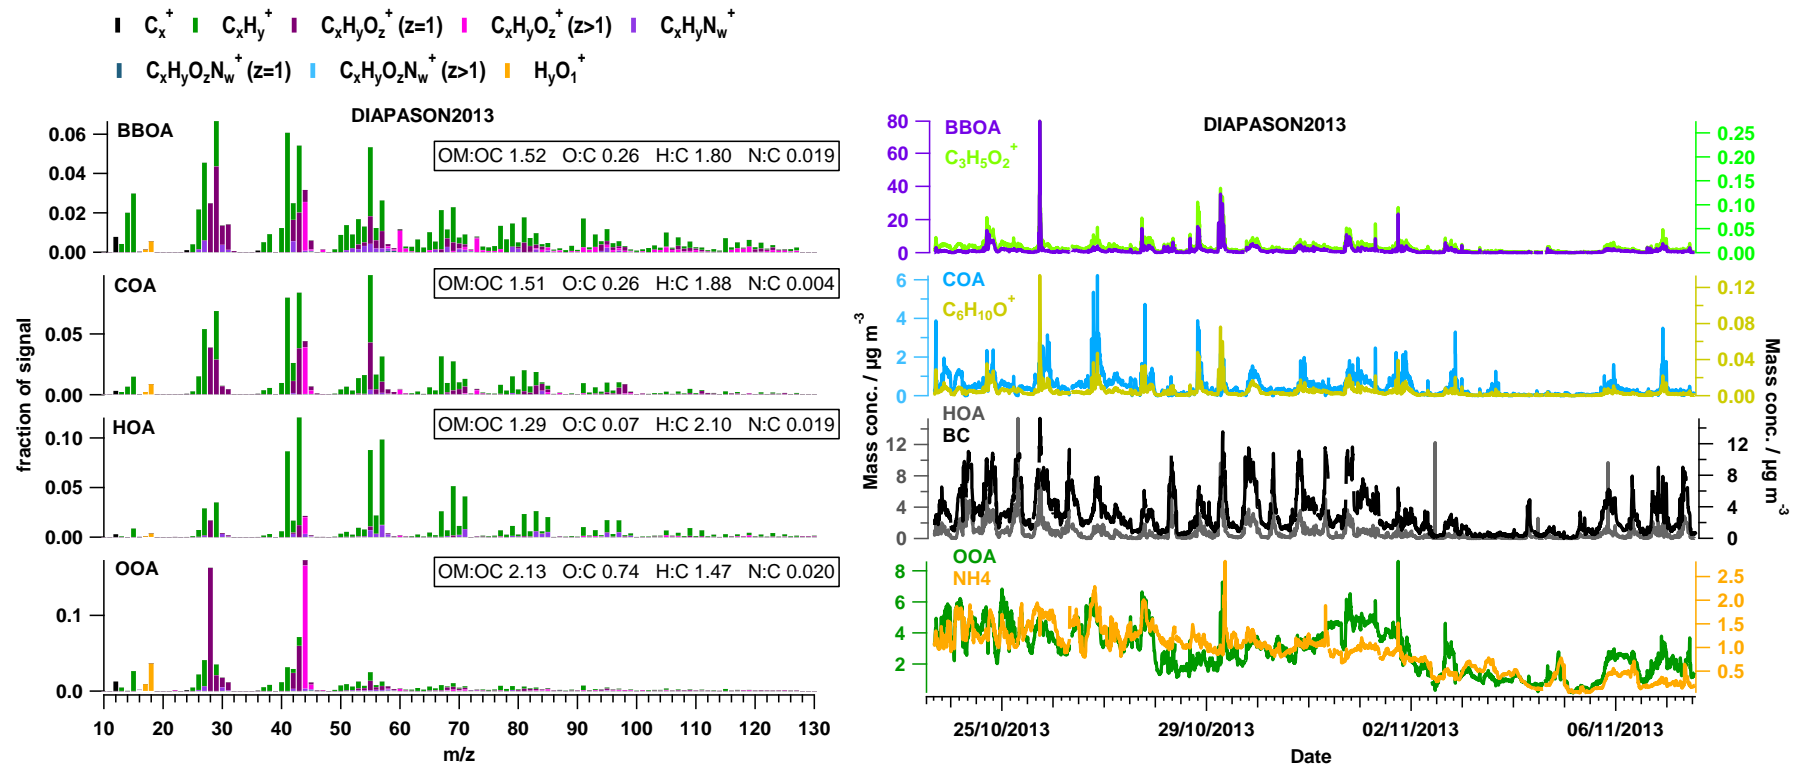 Cx+ CxHy+ CxHyOz+ (z=1) CxHyOz+ (z>1) CxHyNw+
CxHyOzNw+ (z=1) CxHyOzNw+ (z>1) HyO1+
DIAPASON2013
BBOA
OM:OC 1.52 O:C 0.26 H:C 1.80 N:C 0.019
0.06
0.04
0.02
0.00
COA
OM:OC 1.51 O:C 0.26 H:C 1.88 N:C 0.004
0.05
0.00
HOA
OM:OC 1.29 O:C 0.07 H:C 2.10 N:C 0.019
0.10
0.05
0.00
OOA
OM:OC 2.13 O:C 0.74 H:C 1.47 N:C 0.020
0.1
0.0
fraction of signal
10 20 30 40 50 60 70 80 90 100 110 120 130
m/z
DIAPASON2013
BBOA
C3H5O2+
80
60
40
20
0
0.25
0.20
0.15
0.10
0.05
0.00
COA
C6H10O+
6
4
2
0
0.12
0.08
0.04
0.00
HOA
BC
12
8
4
0
12
8
4
0
OOA
NH4
8
6
4
2
2.5
2.0
1.5
1.0
0.5
Mass conc. / µg m-3
Mass conc. / µg m-3
25/10/2013 29/10/2013 02/11/2013 06/11/2013
Date